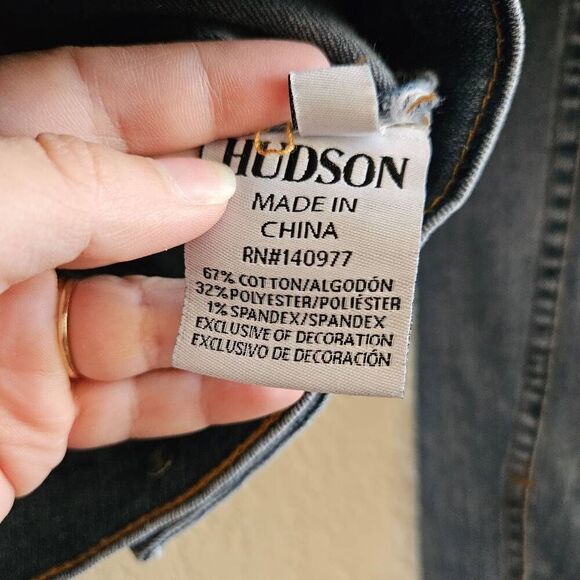 HUDSON
MADE IN
CHINA
RN#140977
67% COTTON/ALGODÓN
32% POLYESTER/POLIÉSTER
1% SPANDEX/SPANDEX
EXCLUSIVE OF DECORATION
EXCLUSIVO DE DECORACIÓN